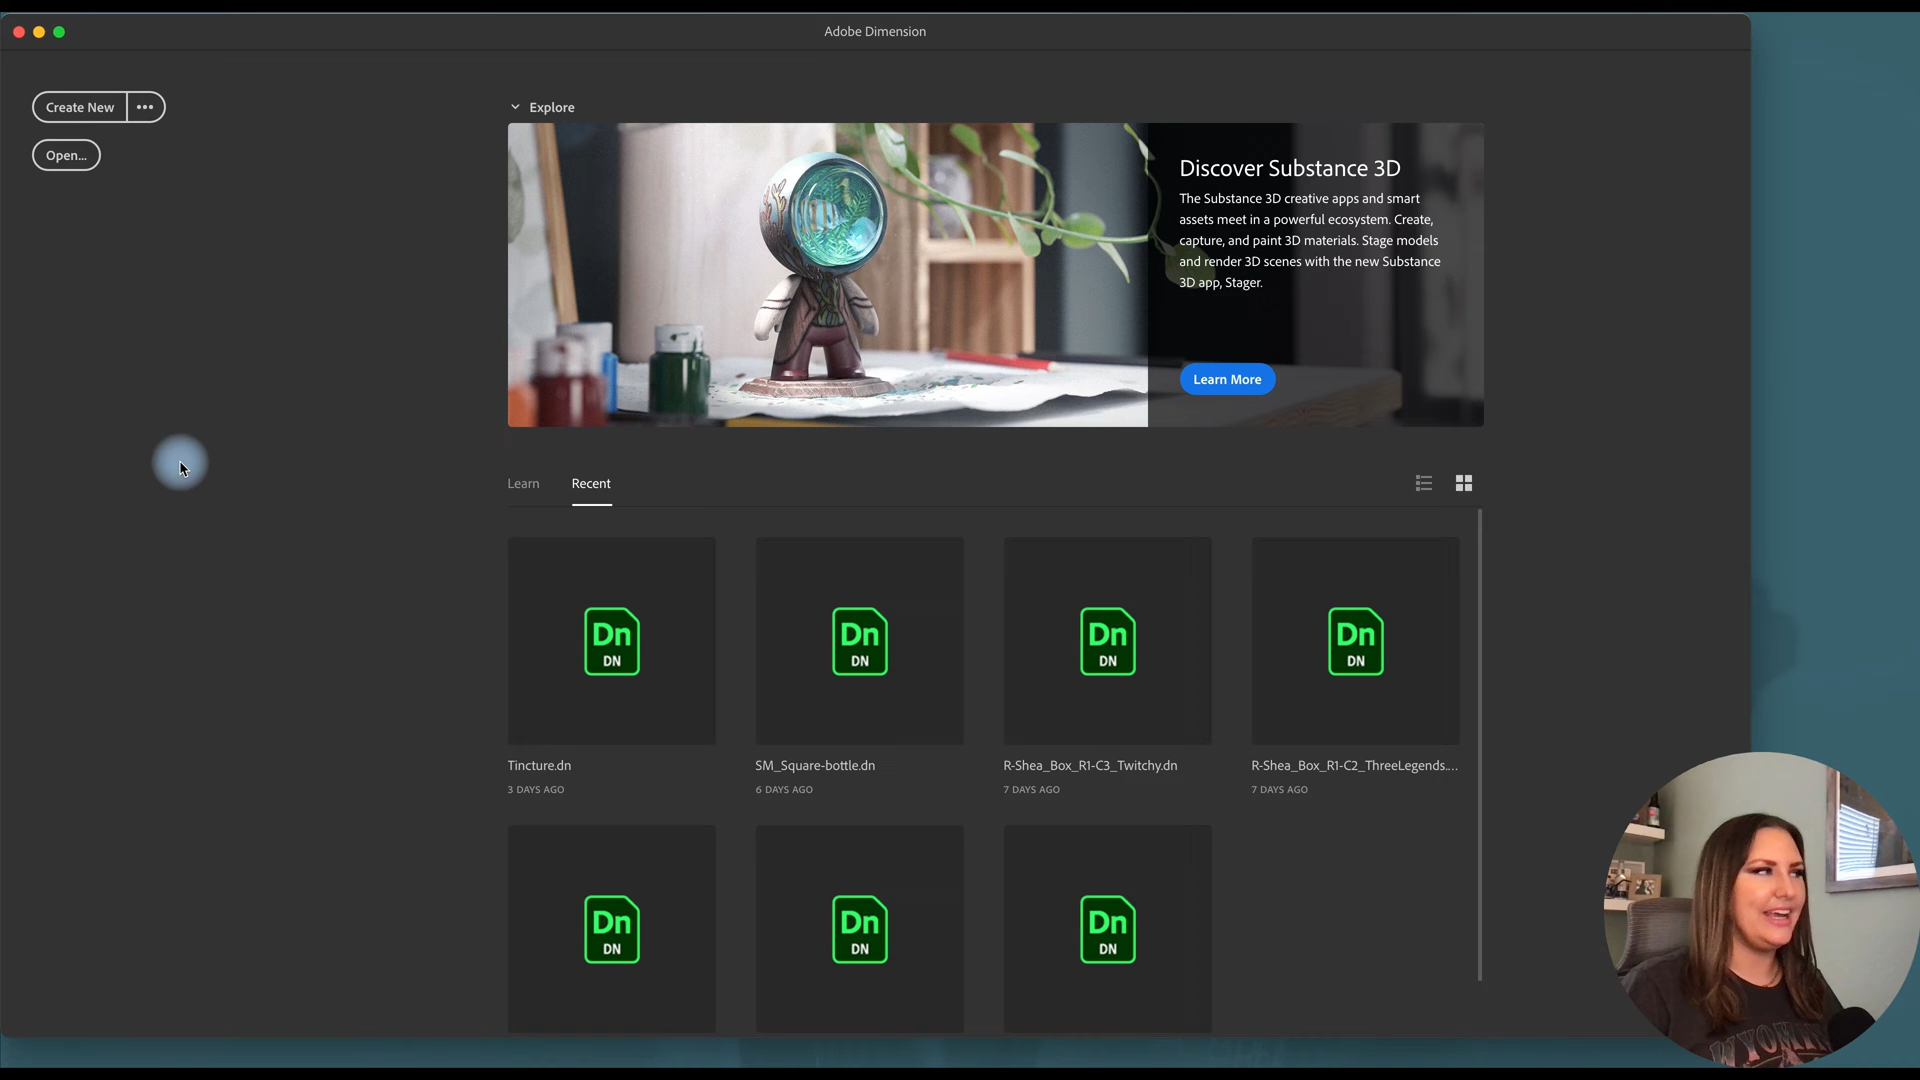 Adobe Dimension
Create New
Open...
Explore
Discover Substance 3D
The Substance 3D creative apps and smart
assets meet in a powerful ecosystem. Create,
capture, and paint 3D materials. Stage models
and render 3D scenes with the new Substance
3D app, Stager.
Learn More
Learn
Recent
Dn
DN
Dn
DN
Dn
DN
Dn
DN
Tincture.dn
SM_Square-bottle.dn
R-Shea_Box_R1-C3_Twitchy.dn
R-Shea_Box_R1-C2_ThreeLegends....
3 DAYS AGO
6 DAYS AGO
7 DAYS AGO
7 DAYS AGO
Dn
DN
Dn
DN
Dn
DN